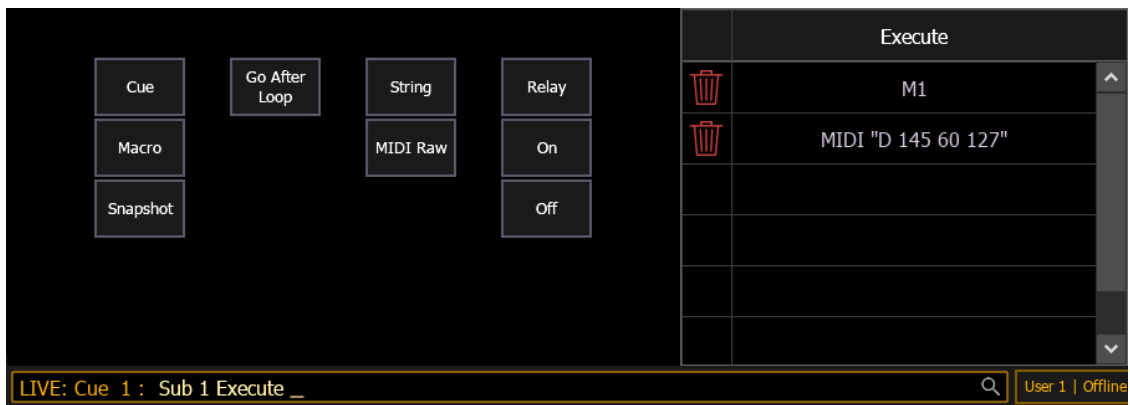 Cue
Go After
Loop
String
Relay
Macro
MIDI Raw
On
Snapshot
Off
Execute
M1
MIDI "D 145 60 127"
LIVE: Cue 1 : Sub 1 Execute _
User 1 | Offline